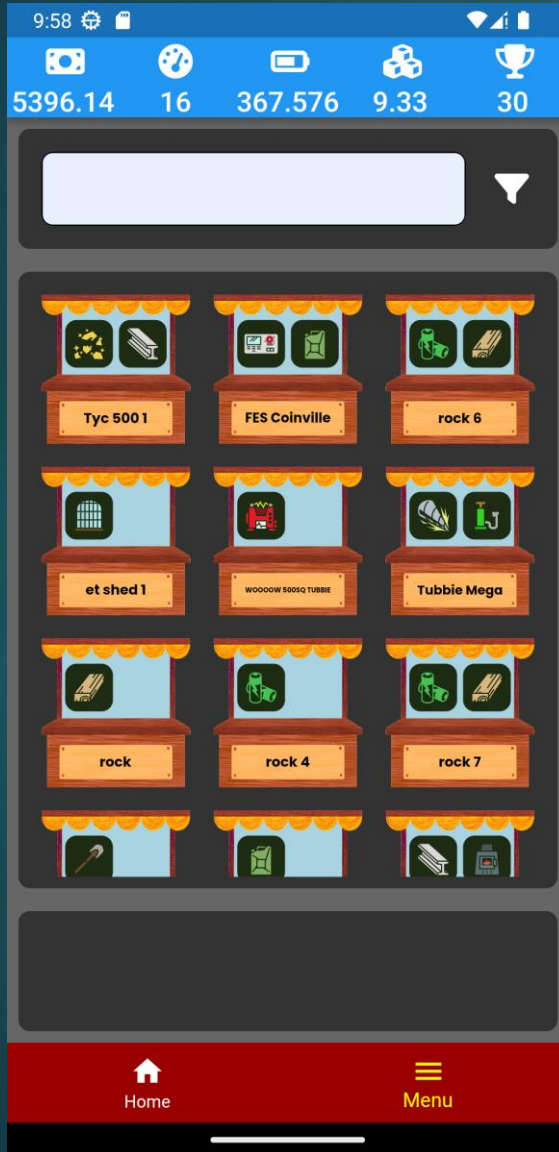 9:58
5396.14 16 367.576 9.33 30
Tyc 500 1 FES Coinville rock 6
et shed 1 WOOOOW 500SQ TUBBIE Tubbie Mega
rock rock 4 rock 7
Home Menu